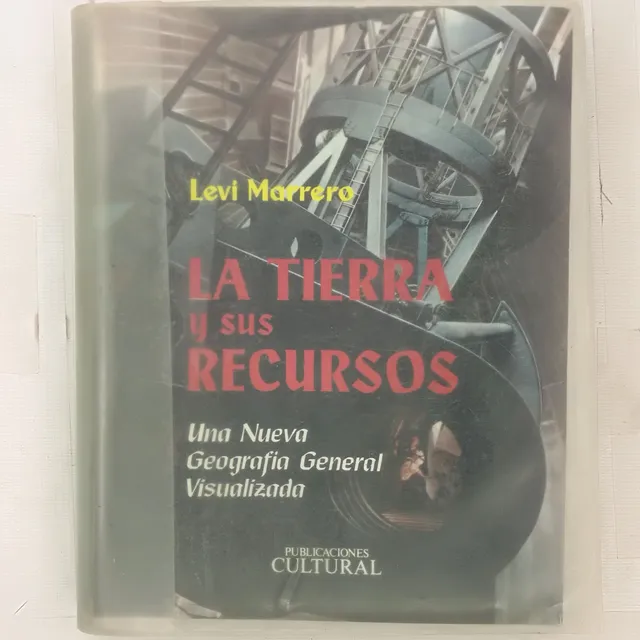 Levi Marrero
LA TIERRA
y sus
RECURSOS
Una Nueva
Geografía General
Visualizada
PUBLICACIONES
CULTURAL